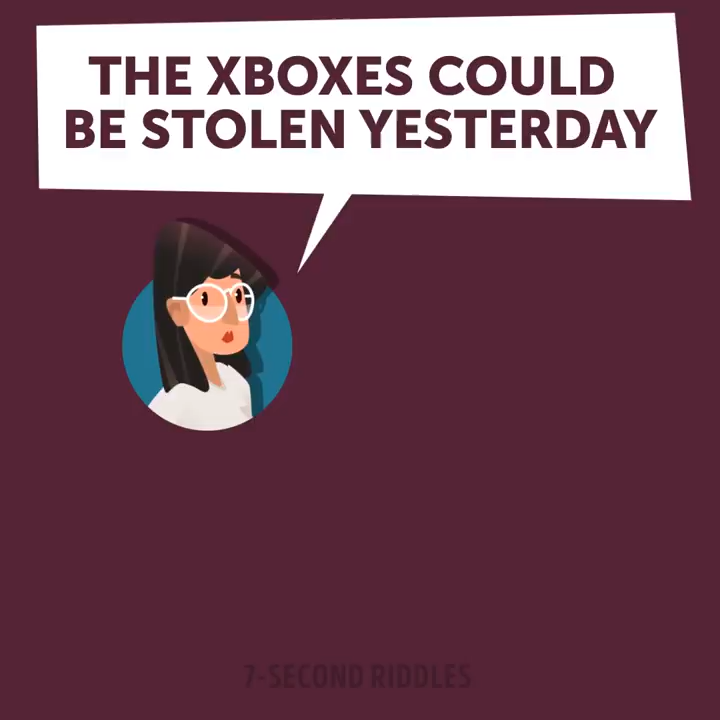 THE XBOXES COULD
BE STOLEN YESTERDAY
7-SECOND RIDDLES